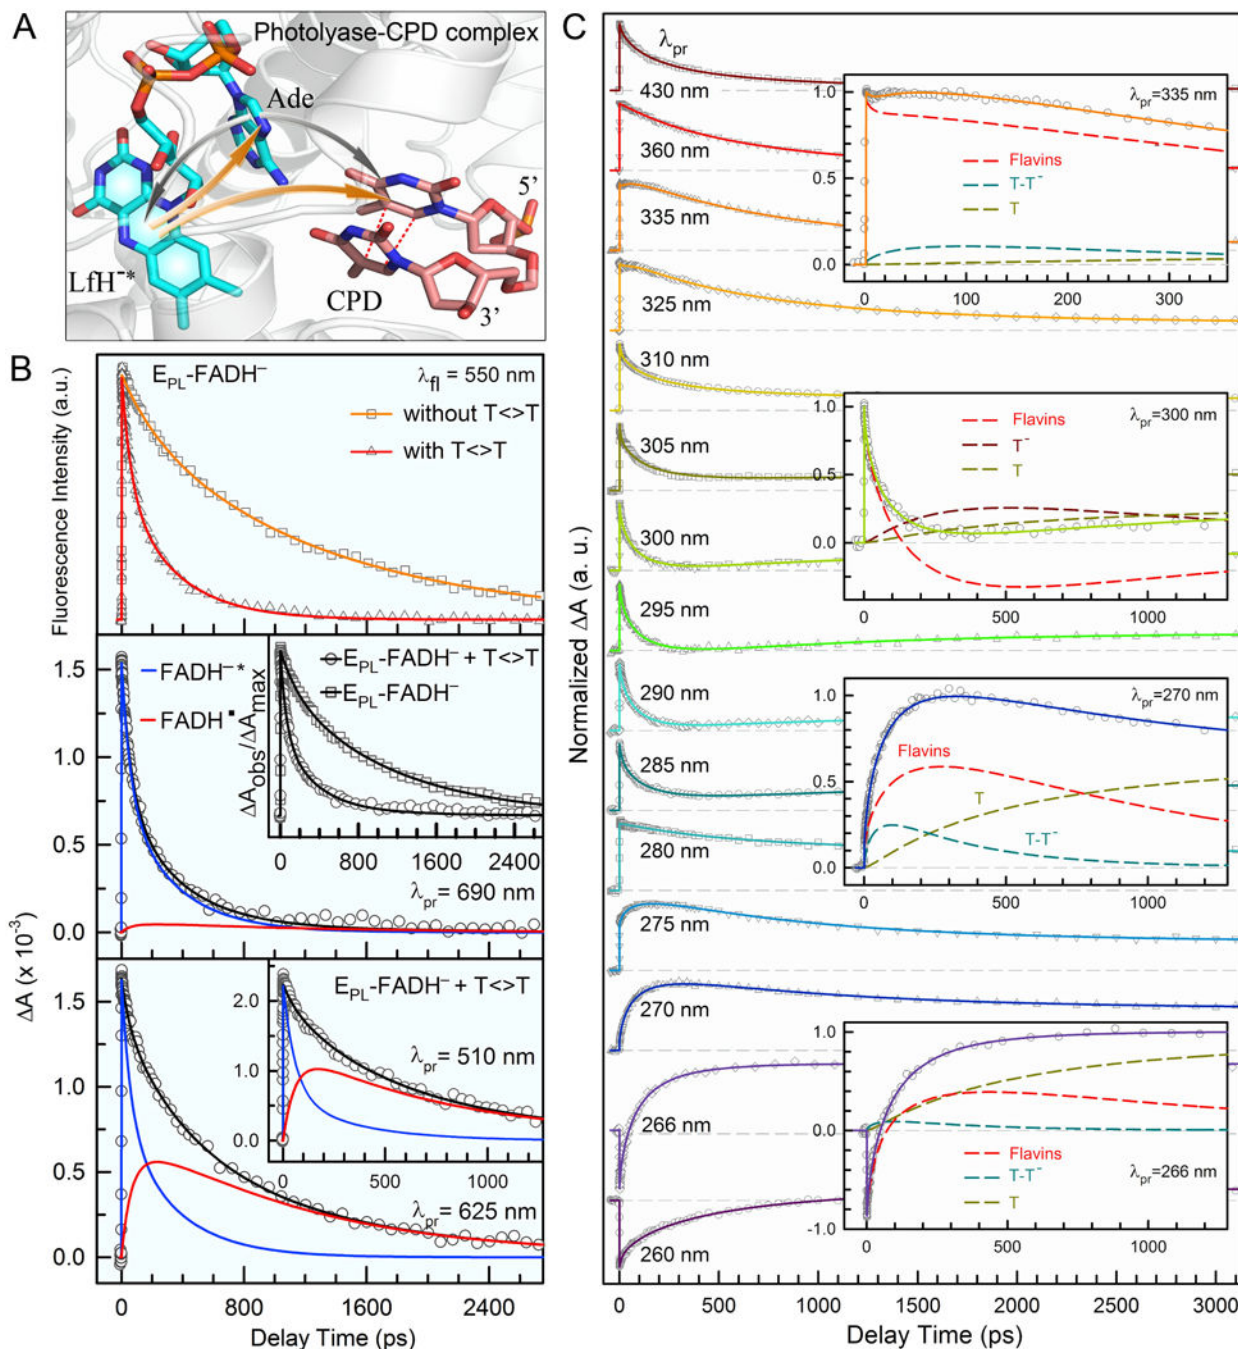 A
Photolyase-CPD complex
Ade
5'
LfH⁻*
CPD
3'
B
E_PL-FADH⁻
λ_fl = 550 nm
without T<>T
with T<>T
Fluorescence Intensity (a.u.)
FADH⁻*
FADH▪
E_PL-FADH⁻ + T<>T
E_PL-FADH⁻
ΔA_obs/ΔA_max
0 800 1600 2400
λ_pr = 690 nm
1.5
1.0
0.5
0.0
E_PL-FADH⁻ + T<>T
λ_pr = 510 nm
2.0
1.0
0.0
0 500 1000
λ_pr = 625 nm
1.5
1.0
0.5
0.0
ΔA (x 10⁻³)
0 800 1600 2400
Delay Time (ps)
C
λ_pr
430 nm
360 nm
335 nm
325 nm
310 nm
305 nm
300 nm
295 nm
290 nm
285 nm
280 nm
275 nm
270 nm
266 nm
260 nm
Normalized ΔA (a. u.)
λ_pr=335 nm
Flavins
T-T⁻
T
1.0
0.5
0.0
0 100 200 300
λ_pr=300 nm
Flavins
T⁻
T
1.0
0.5
0.0
0 500 1000
λ_pr=270 nm
Flavins
T
T-T⁻
1.0
0.5
0.0
0 500 1000
1.0
0.0
-1.0
Flavins
T-T⁻
T
λ_pr=266 nm
0 500 1000
0 500 1000 1500 2000 2500 3000
Delay Time (ps)